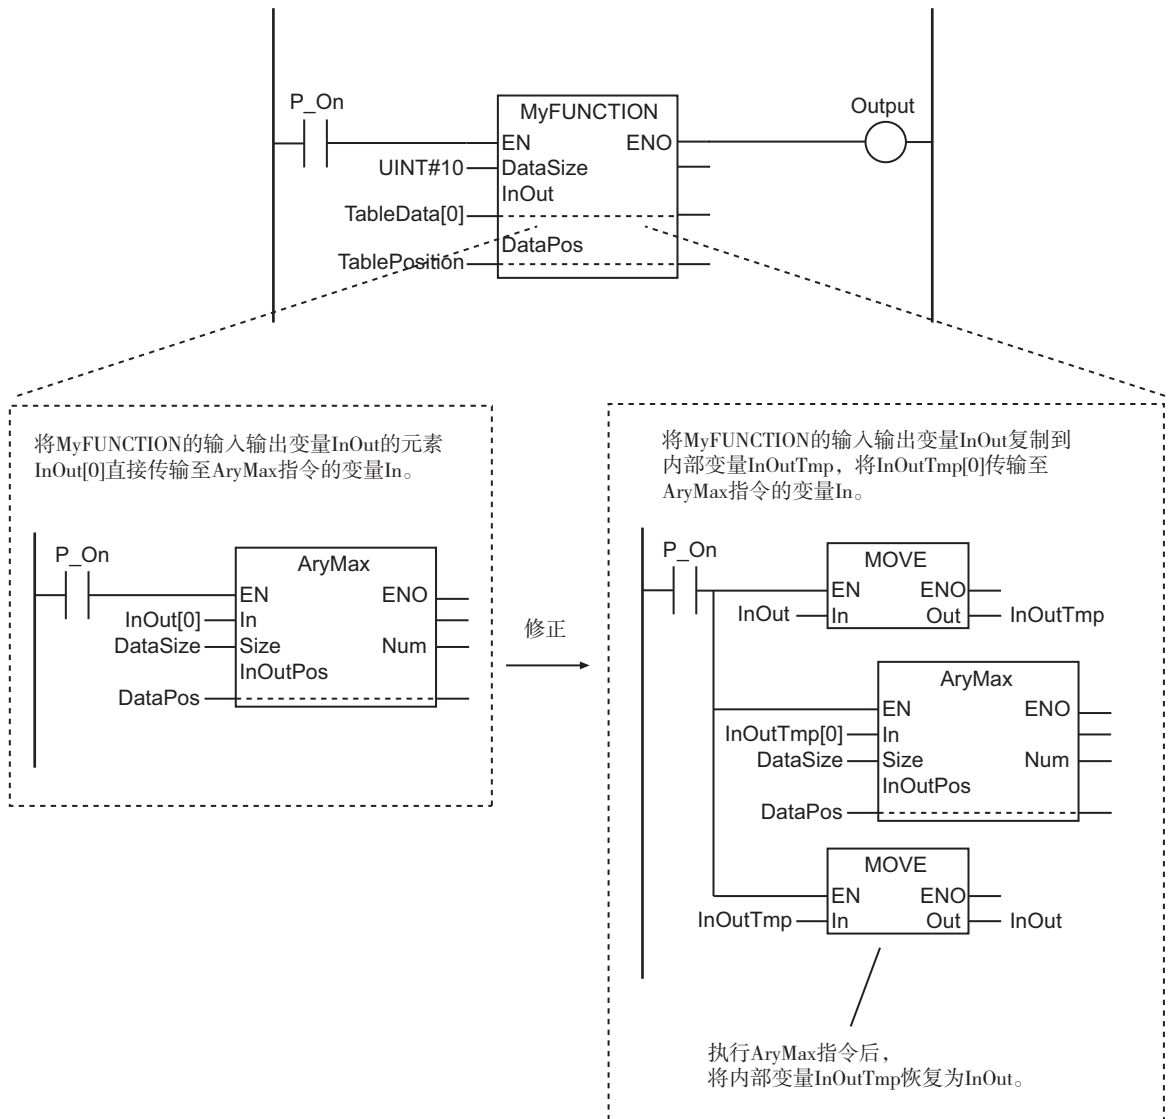 P_On
MyFUNCTION
Output
EN ENO
UINT#10 DataSize
InOut
TableData[0]
DataPos
TablePosition
将MyFUNCTION的输入输出变量InOut的元素
InOut[0]直接传输至AryMax指令的变量In。
P_On
AryMax
EN ENO
InOut[0] In
DataSize Size Num
InOutPos
DataPos
修正
将MyFUNCTION的输入输出变量InOut复制到
内部变量InOutTmp，将InOutTmp[0]传输至
AryMax指令的变量In。
P_On
MOVE
EN ENO
InOut In Out InOutTmp
AryMax
EN ENO
InOutTmp[0] In
DataSize Size Num
InOutPos
DataPos
MOVE
EN ENO
InOutTmp In Out InOut
执行AryMax指令后，
将内部变量InOutTmp恢复为InOut。